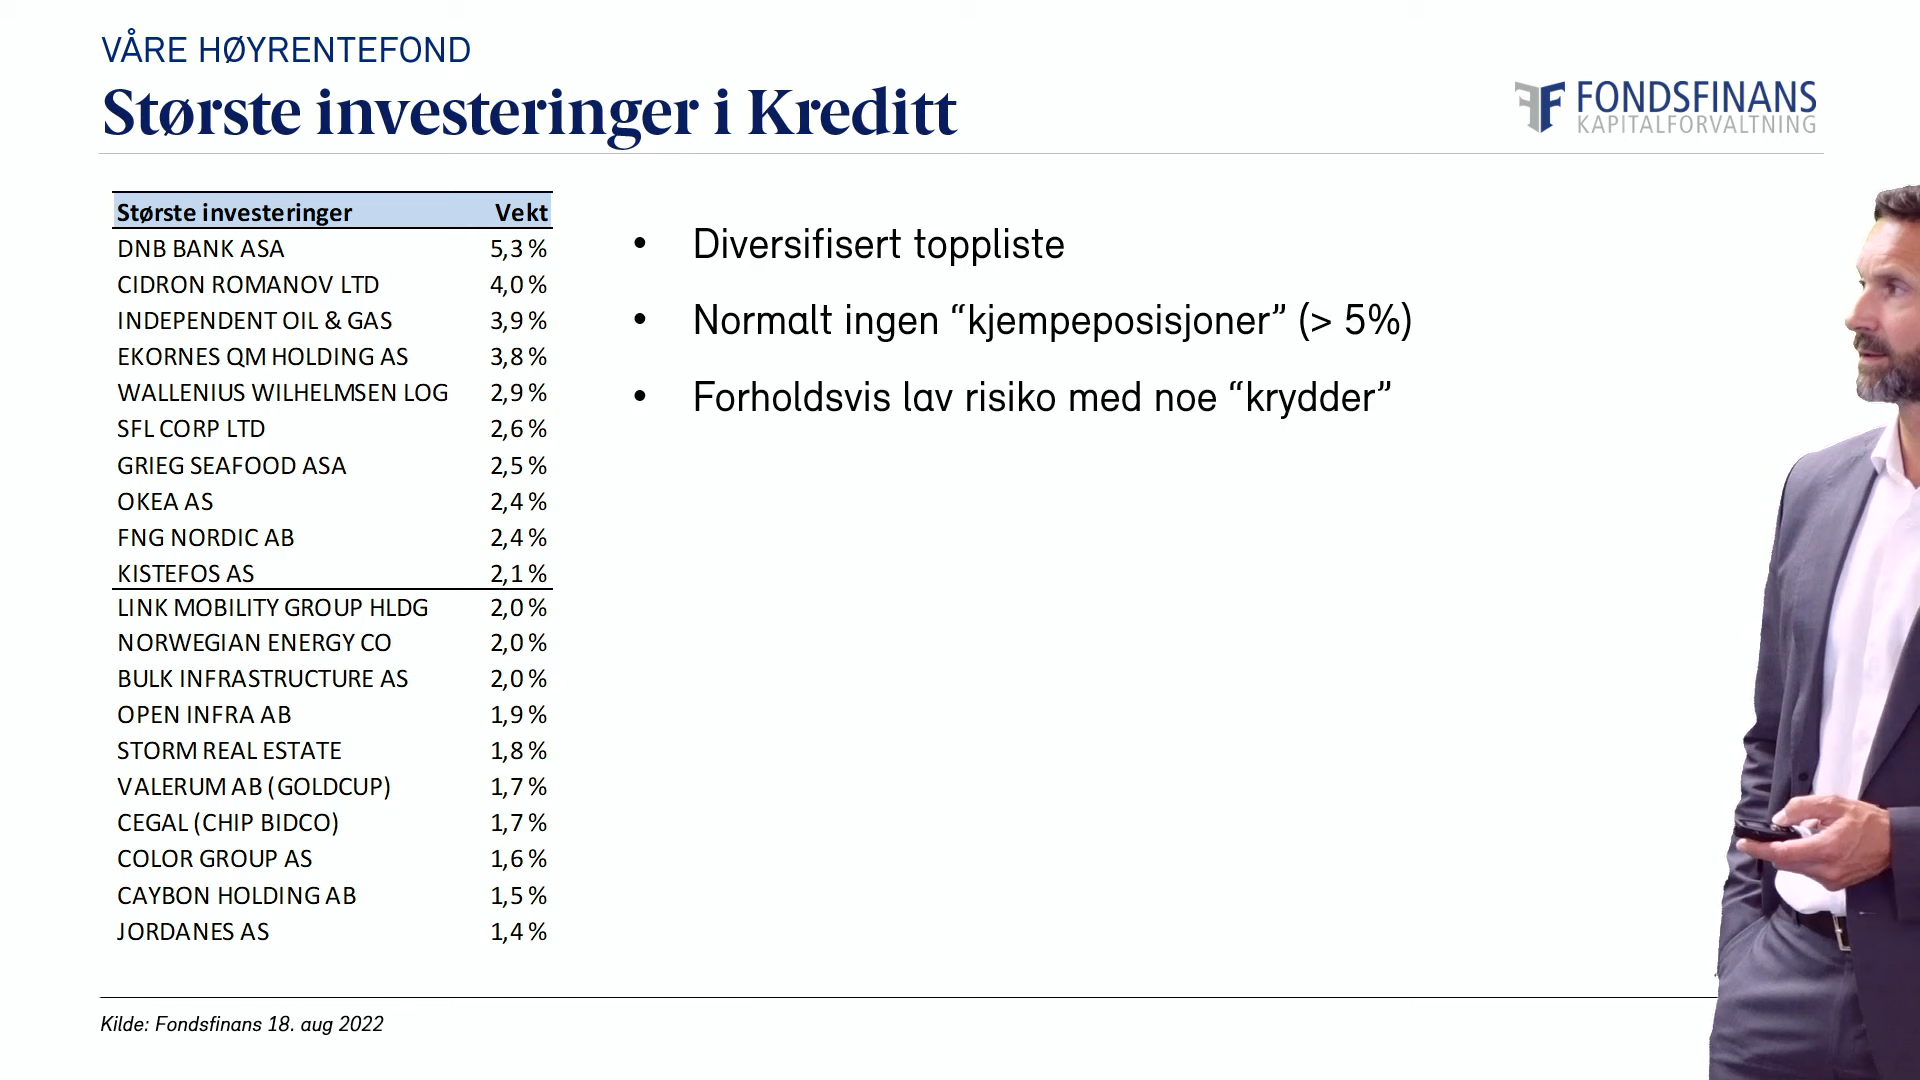 VÅRE HØYRENTEFOND
Største investeringer i Kreditt
FONDSFINANS
KAPITALFORVALTNING
Største investeringer Vekt
DNB BANK ASA 5,3 %
CIDRON ROMANOV LTD 4,0 %
INDEPENDENT OIL & GAS 3,9 %
EKORNES QM HOLDING AS 3,8 %
WALLENIUS WILHELMSEN LOG 2,9 %
SFL CORP LTD 2,6 %
GRIEG SEAFOOD ASA 2,5 %
OKEA AS 2,4 %
FNG NORDIC AB 2,4 %
KISTEFOS AS 2,1 %
LINK MOBILITY GROUP HLDG 2,0 %
NORWEGIAN ENERGY CO 2,0 %
BULK INFRASTRUCTURE AS 2,0 %
OPEN INFRA AB 1,9 %
STORM REAL ESTATE 1,8 %
VALERUM AB (GOLDCUP) 1,7 %
CEGAL (CHIP BIDCO) 1,7 %
COLOR GROUP AS 1,6 %
CAYBON HOLDING AB 1,5 %
JORDANES AS 1,4 %
• Diversifisert toppliste
• Normalt ingen “kjempeposisjoner” (> 5%)
• Forholdsvis lav risiko med noe “krydder”
Kilde: Fondsfinans 18. aug 2022